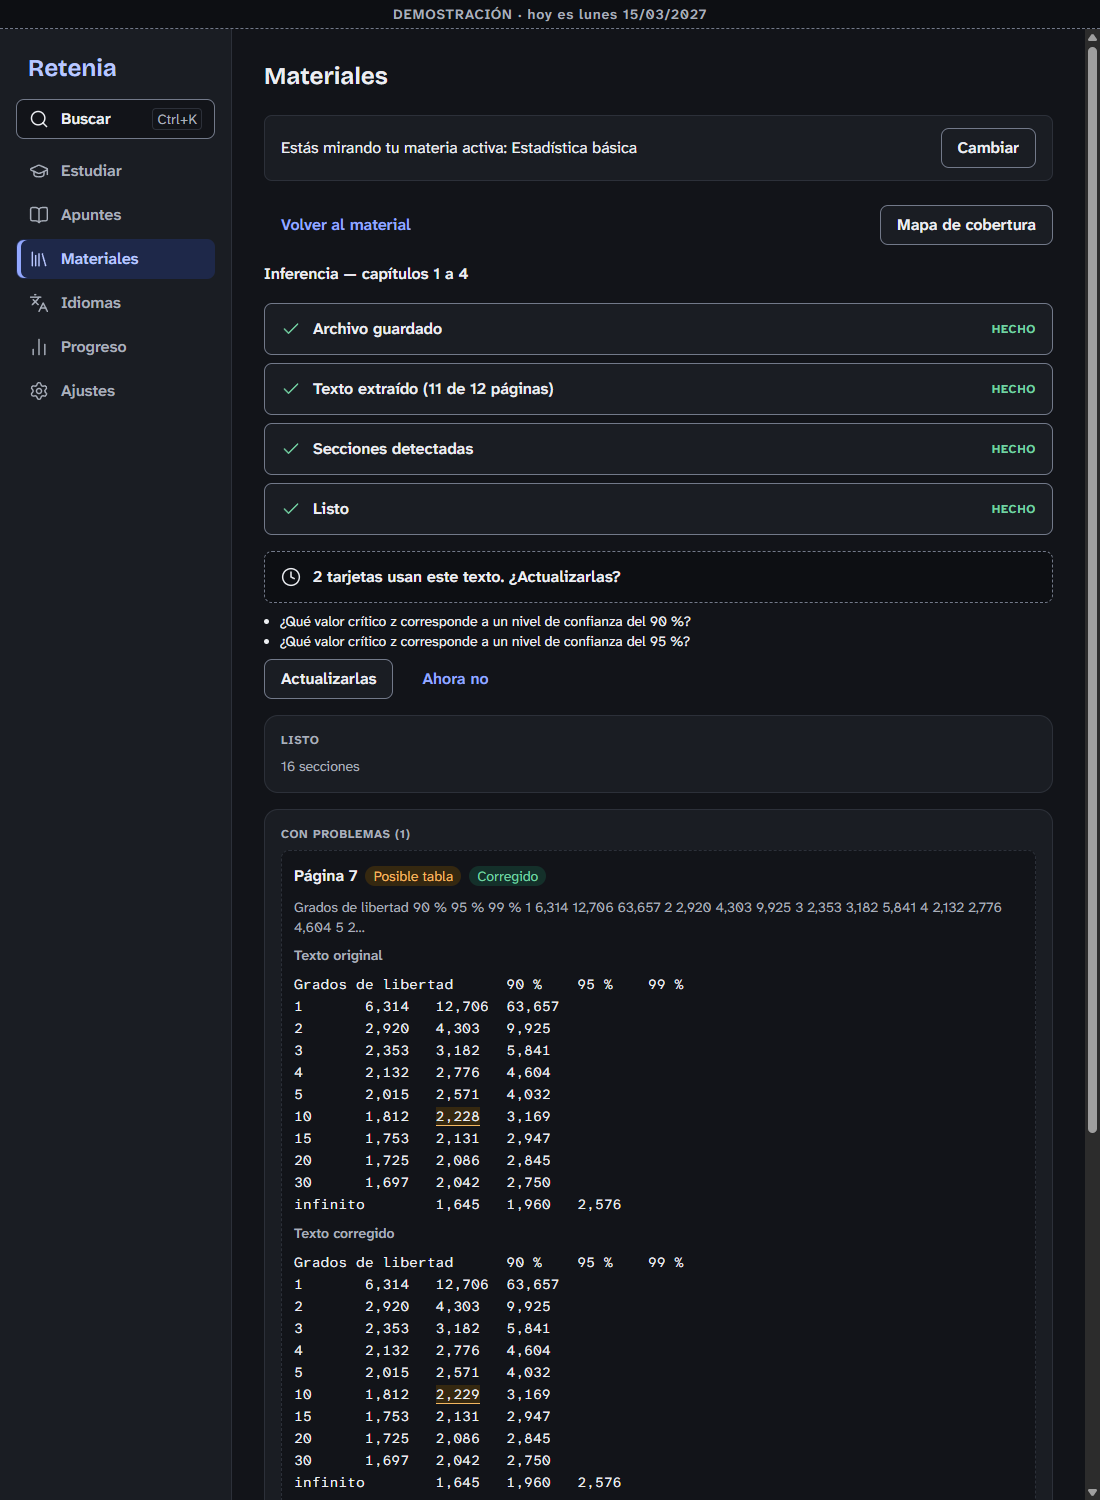 DEMOSTRACIÓN · hoy es lunes 15/03/2027
Retenia
Buscar Ctrl+K
Estudiar
Apuntes
Materiales
Idiomas
Progreso
Ajustes
Materiales
Estás mirando tu materia activa: Estadística básica
Cambiar
Volver al material
Mapa de cobertura
Inferencia — capítulos 1 a 4
Archivo guardado HECHO
Texto extraído (11 de 12 páginas) HECHO
Secciones detectadas HECHO
Listo HECHO
2 tarjetas usan este texto. ¿Actualizarlas?
• ¿Qué valor crítico z corresponde a un nivel de confianza del 90 %?
• ¿Qué valor crítico z corresponde a un nivel de confianza del 95 %?
Actualizarlas
Ahora no
LISTO
16 secciones
CON PROBLEMAS (1)
Página 7 Posible tabla Corregido
Grados de libertad 90 % 95 % 99 % 1 6,314 12,706 63,657 2 2,920 4,303 9,925 3 2,353 3,182 5,841 4 2,132 2,776
4,604 5 2…
Texto original
Grados de libertad 90 % 95 % 99 %
1 6,314 12,706 63,657
2 2,920 4,303 9,925
3 2,353 3,182 5,841
4 2,132 2,776 4,604
5 2,015 2,571 4,032
10 1,812 2,228 3,169
15 1,753 2,131 2,947
20 1,725 2,086 2,845
30 1,697 2,042 2,750
infinito 1,645 1,960 2,576
Texto corregido
Grados de libertad 90 % 95 % 99 %
1 6,314 12,706 63,657
2 2,920 4,303 9,925
3 2,353 3,182 5,841
4 2,132 2,776 4,604
5 2,015 2,571 4,032
10 1,812 2,229 3,169
15 1,753 2,131 2,947
20 1,725 2,086 2,845
30 1,697 2,042 2,750
infinito 1,645 1,960 2,576